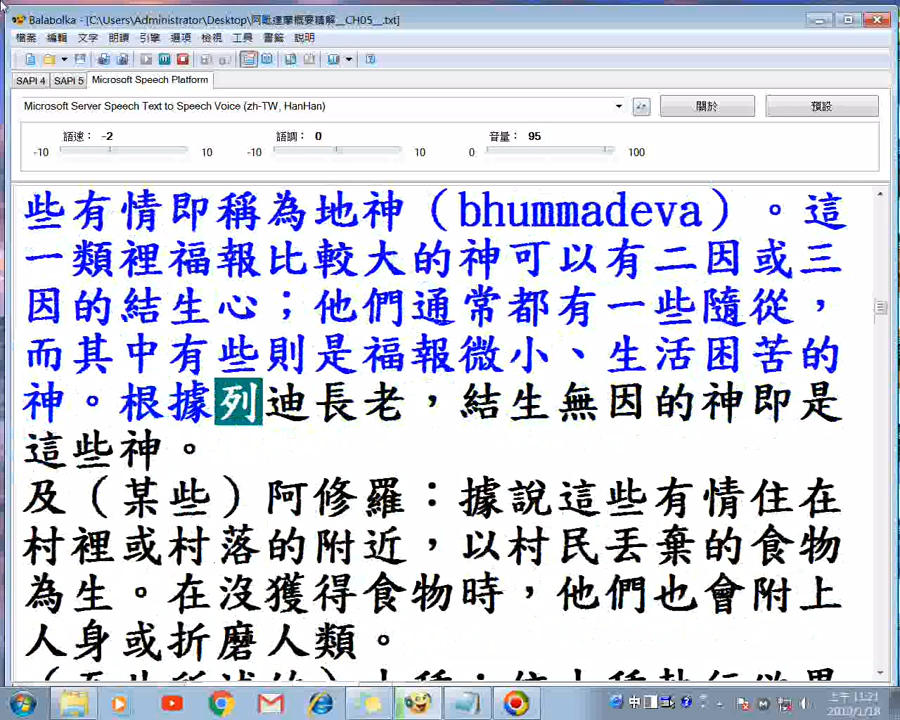 Balabolka - [C:\Users\Administrator\Desktop\阿毗達摩概要精解__CH05__.txt]
檔案 編輯 文字 朗讀 引擎 選項 檢視 工具 書籤 說明
SAPI 4 SAPI 5 Microsoft Speech Platform
Microsoft Server Speech Text to Speech Voice (zh-TW, HanHan) 關於 預設
語速： -2 語調： 0 音量： 95
-10 10 -10 10 0 100
些有情即稱為地神（bhummadeva）。這
一類裡福報比較大的神可以有二因或三
因的結生心；他們通常都有一些隨從，
而其中有些則是福報微小、生活困苦的
神。根據列迪長老，結生無因的神即是
這些神。
及（某些）阿修羅：據說這些有情住在
村裡或村落的附近，以村民丟棄的食物
為生。在沒獲得食物時，他們也會附上
人身或折磨人類。
上午 11:21
2019/1/18